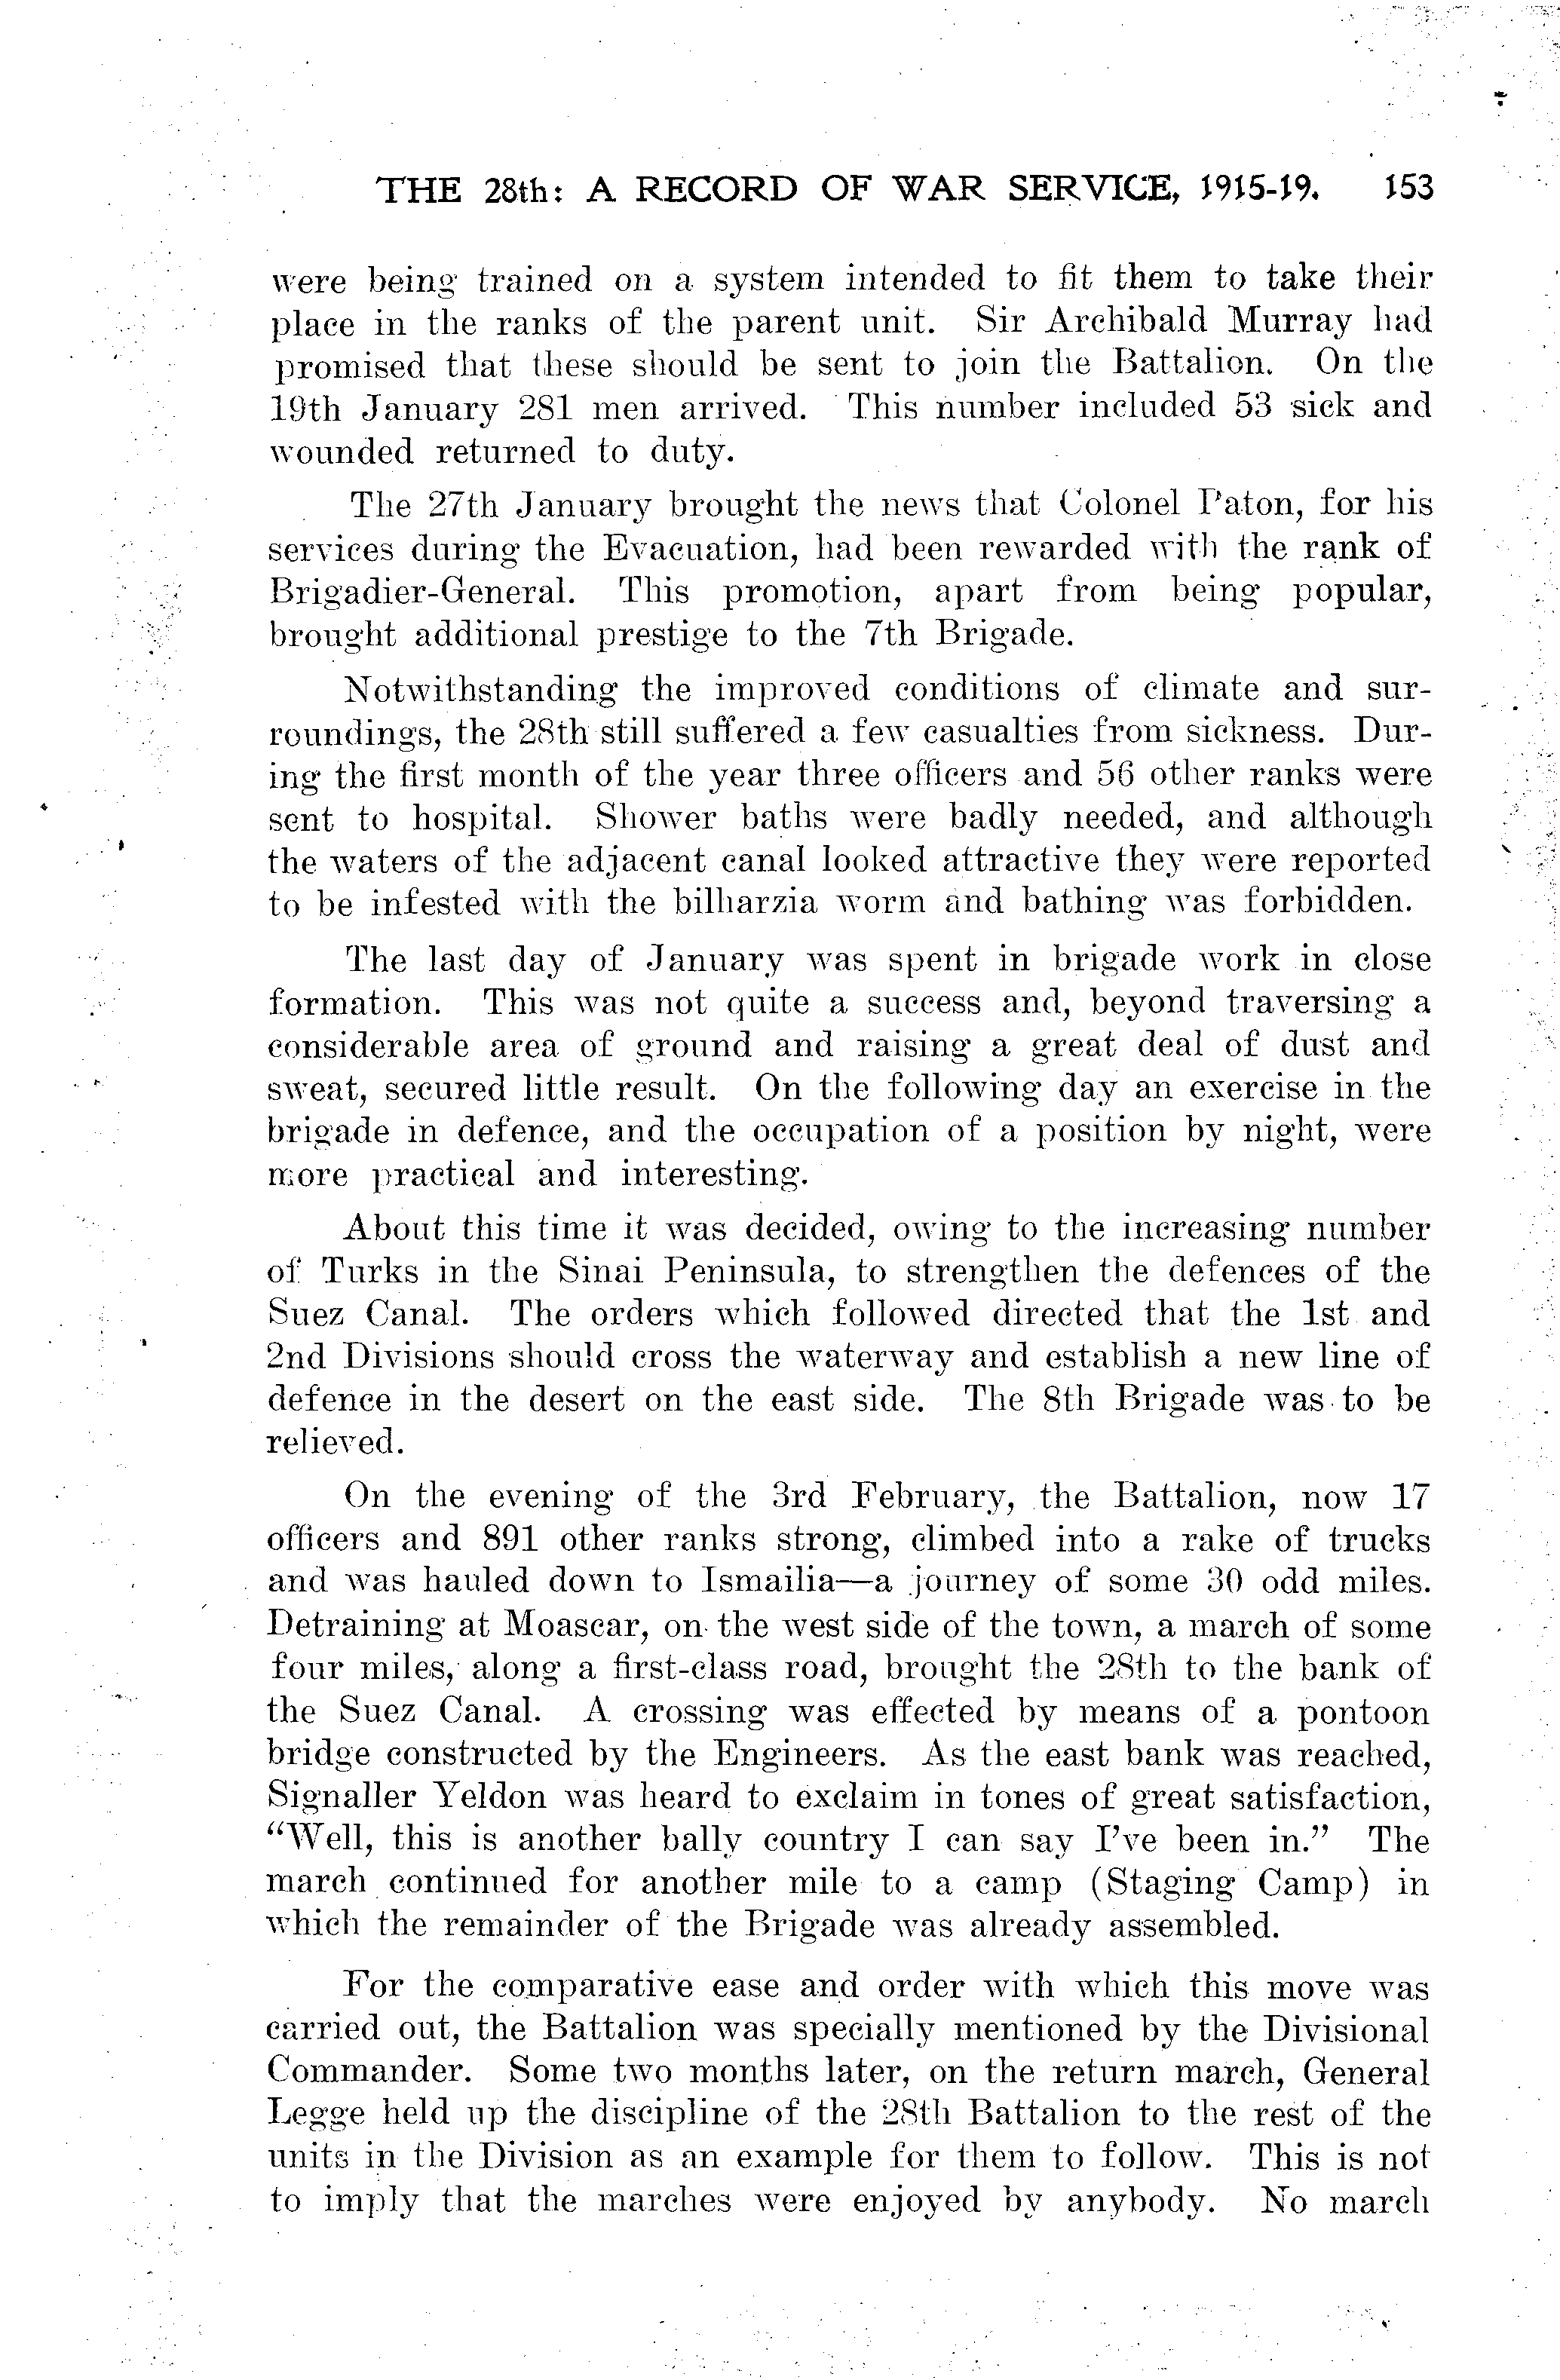 THE 28th: A RECORD OF WAR SERVICE, 1915-19. 153
were being trained on a system intended to fit them to take their
place in the ranks of the parent unit. Sir Archibald Murray had
promised that these should be sent to join the Battalion. On the
19th January 281 men arrived. This number included 53 sick and
wounded returned to duty.
The 27th January brought the news that Colonel Paton, for his
services during the Evacuation, had been rewarded with the rank of
Brigadier-General. This promotion, apart from being popular,
brought additional prestige to the 7th Brigade.
Notwithstanding the improved conditions of climate and sur-
roundings, the 28th still suffered a few casualties from sickness. Dur-
ing the first month of the year three officers and 56 other ranks were
sent to hospital. Shower baths were badly needed, and although
the waters of the adjacent canal looked attractive they were reported
to be infested with the bilharzia worm and bathing was forbidden.
The last day of January was spent in brigade work in close
formation. This was not quite a success and, beyond traversing a
considerable area of ground and raising a great deal of dust and
sweat, secured little result. On the following day an exercise in the
brigade in defence, and the occupation of a position by night, were
more practical and interesting.
About this time it was decided, owing to the increasing number
of Turks in the Sinai Peninsula, to strengthen the defences of the
Suez Canal. The orders which followed directed that the 1st and
2nd Divisions should cross the waterway and establish a new line of
defence in the desert on the east side. The 8th Brigade was to be
relieved.
On the evening of the 3rd February, the Battalion, now 17
officers and 891 other ranks strong, climbed into a rake of trucks
and was hauled down to Ismailia—a journey of some 30 odd miles.
Detraining at Moascar, on the west side of the town, a march of some
four miles, along a first-class road, brought the 28th to the bank of
the Suez Canal. A crossing was effected by means of a pontoon
bridge constructed by the Engineers. As the east bank was reached,
Signaller Yeldon was heard to exclaim in tones of great satisfaction,
"Well, this is another bally country I can say I've been in." The
march continued for another mile to a camp (Staging Camp) in
which the remainder of the Brigade was already assembled.
For the comparative ease and order with which this move was
carried out, the Battalion was specially mentioned by the Divisional
Commander. Some two months later, on the return march, General
Legge held up the discipline of the 28th Battalion to the rest of the
units in the Division as an example for them to follow. This is not
to imply that the marches were enjoyed by anybody. No march